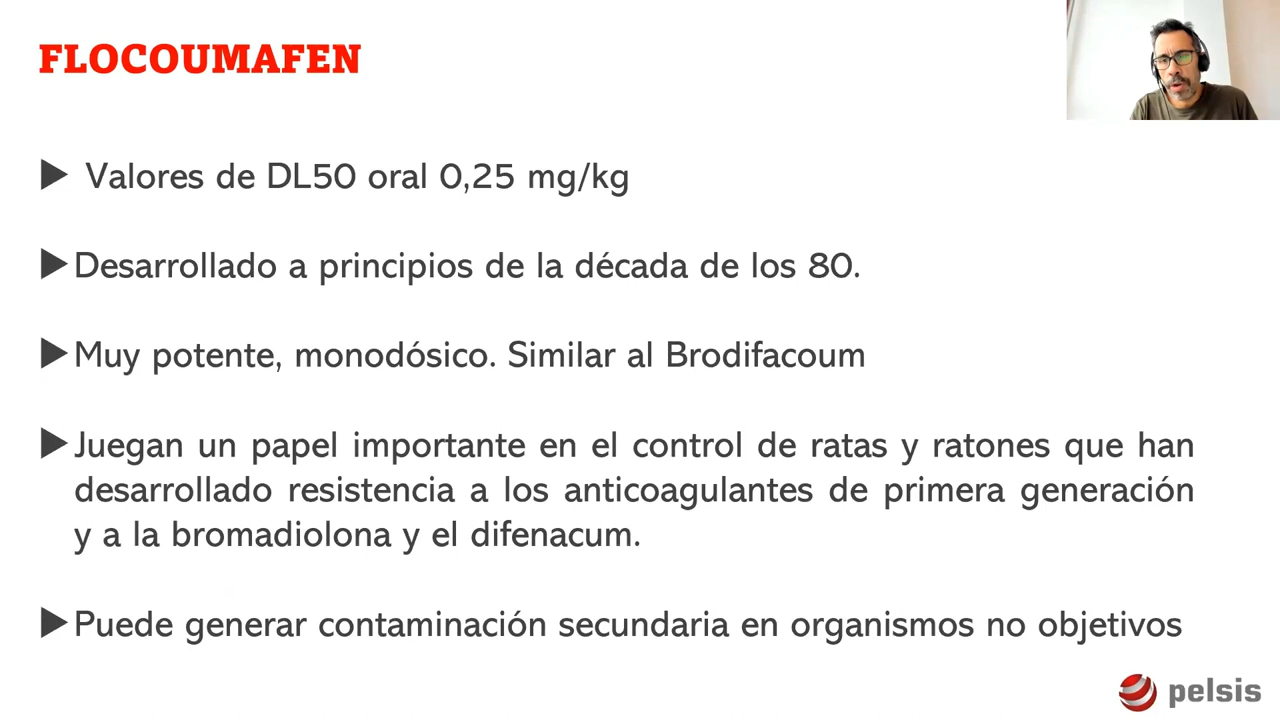 FLOCOUMAFEN
▶ Valores de DL50 oral 0,25 mg/kg
▶ Desarrollado a principios de la década de los 80.
▶ Muy potente, monodósico. Similar al Brodifacoum
▶ Juegan un papel importante en el control de ratas y ratones que han
desarrollado resistencia a los anticoagulantes de primera generación
y a la bromadiolona y el difenacum.
▶ Puede generar contaminación secundaria en organismos no objetivos
pelsis